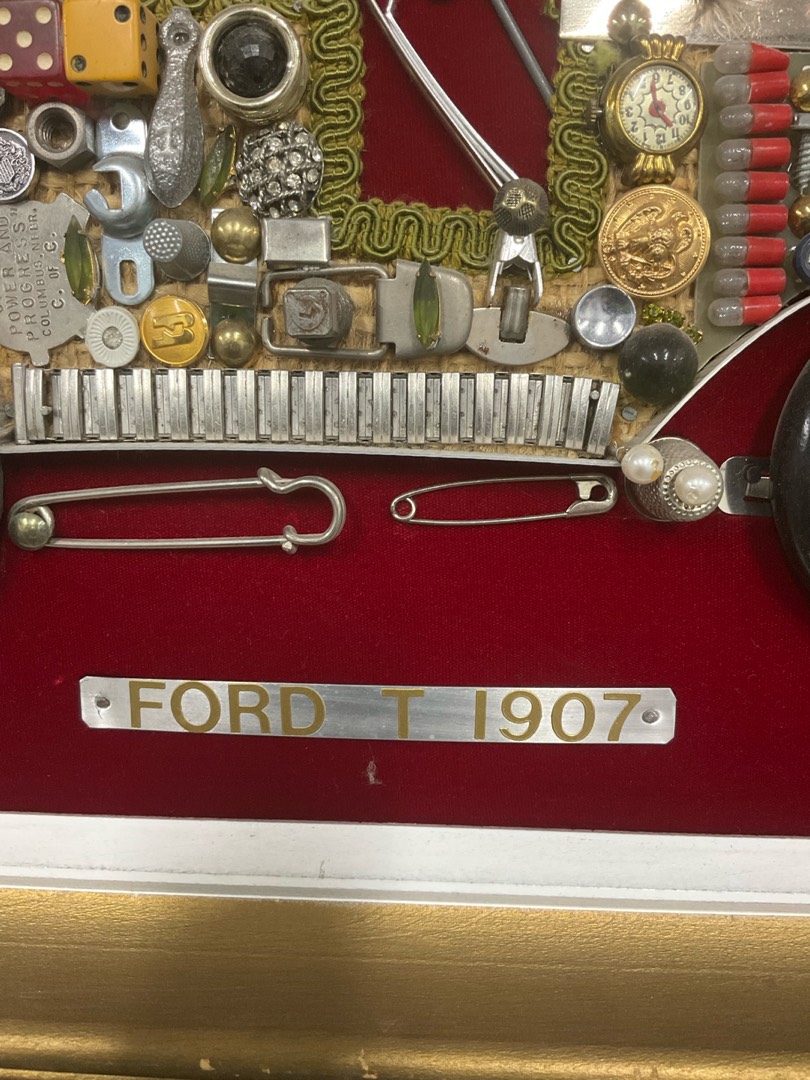 POWER AND
PROGRESS"
COLUMBUS, NEBR.
C. OF C.
FORD T 1907